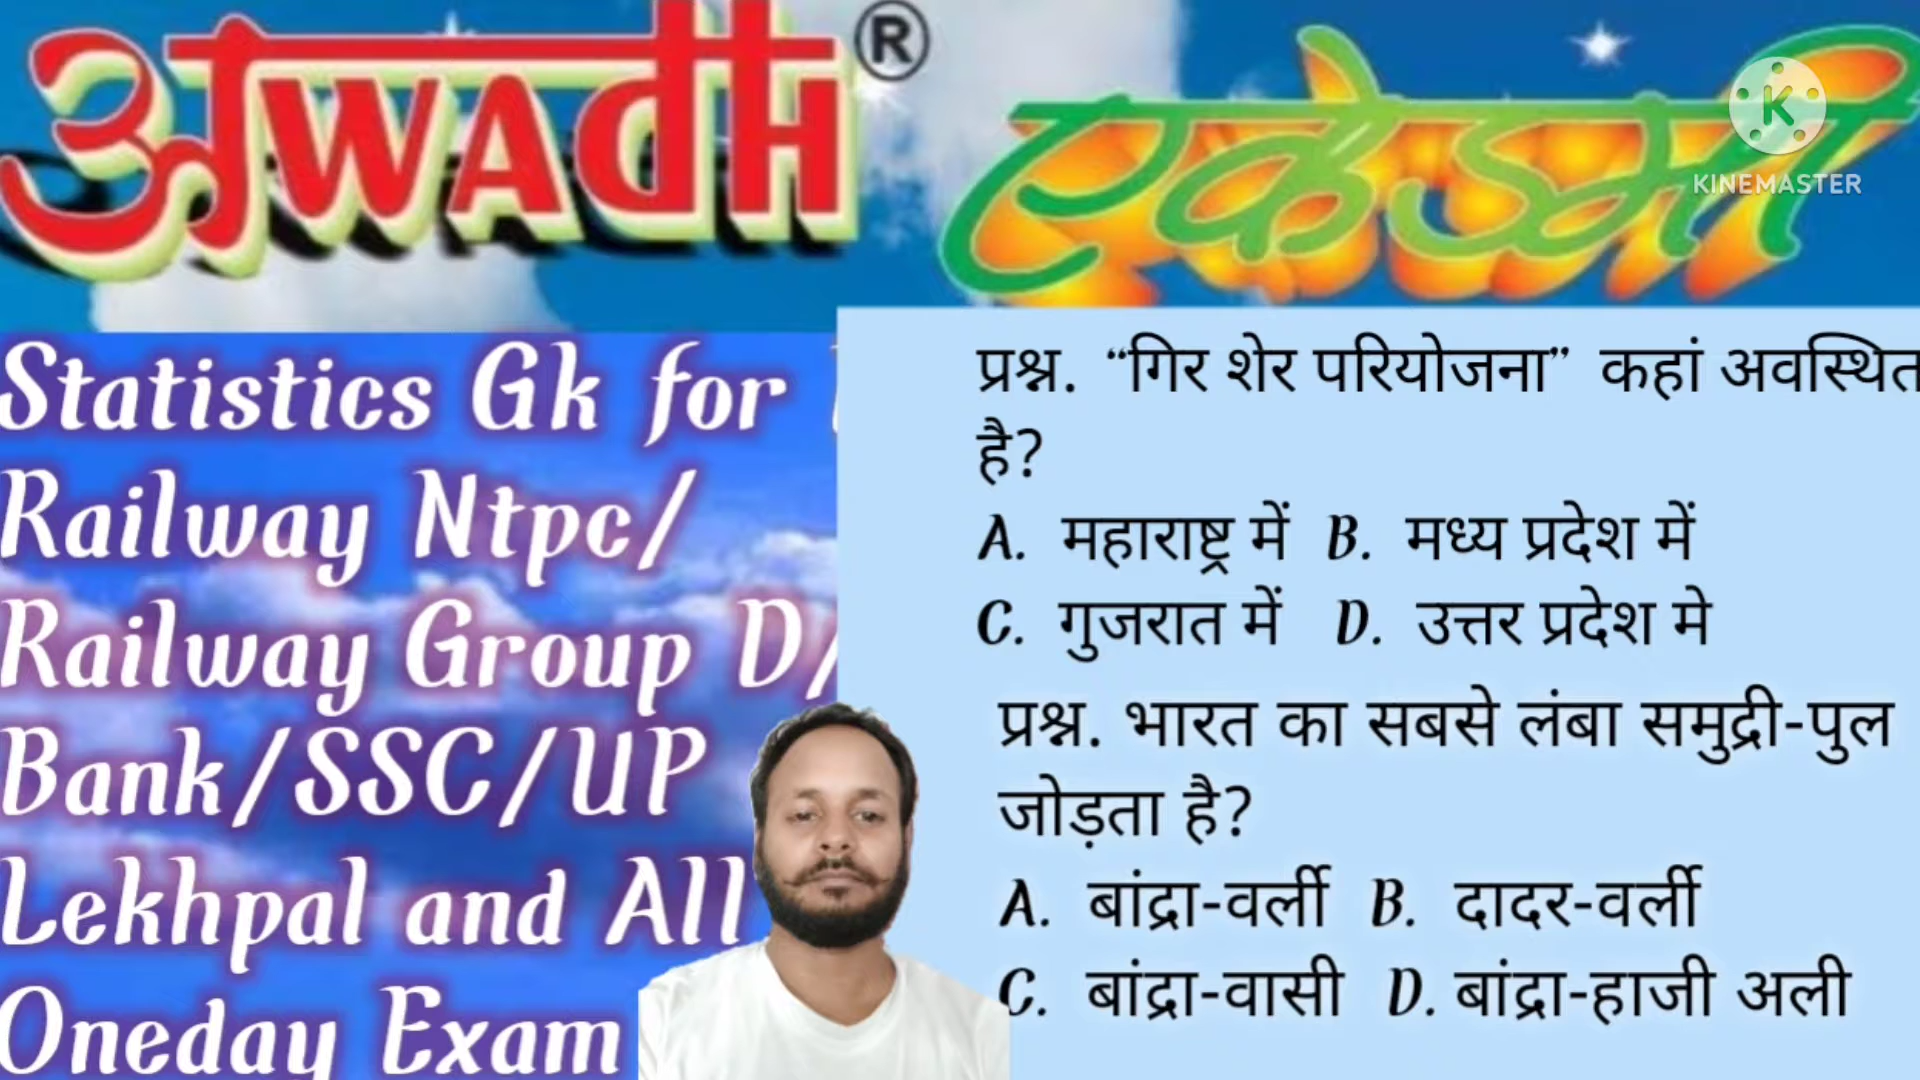 अWADH ® एकेडमी
KINEMASTER
Statistics Gk for
Railway Ntpc/
Railway Group D/
Bank/SSC/UP
Lekhpal and All
Oneday Exam
प्रश्न. “गिर शेर परियोजना” कहां अवस्थित
है?
A. महाराष्ट्र में B. मध्य प्रदेश में
C. गुजरात में D. उत्तर प्रदेश मे
प्रश्न. भारत का सबसे लंबा समुद्री-पुल
जोड़ता है?
A. बांद्रा-वर्ली B. दादर-वर्ली
C. बांद्रा-वासी D. बांद्रा-हाजी अली